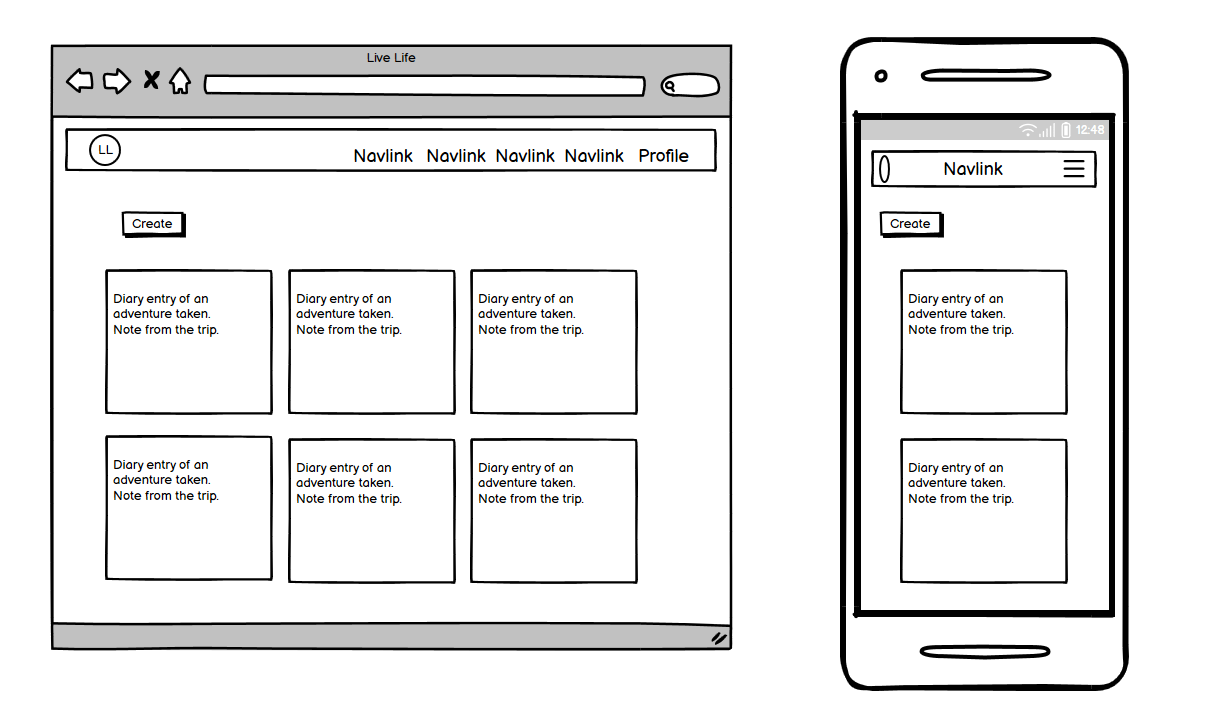 Live Life
LL
Navlink Navlink Navlink Navlink Profile
Create
Diary entry of an
adventure taken.
Note from the trip.
Diary entry of an
adventure taken.
Note from the trip.
Diary entry of an
adventure taken.
Note from the trip.
Diary entry of an
adventure taken.
Note from the trip.
Diary entry of an
adventure taken.
Note from the trip.
Diary entry of an
adventure taken.
Note from the trip.
12:48
Navlink
Create
Diary entry of an
adventure taken.
Note from the trip.
Diary entry of an
adventure taken.
Note from the trip.